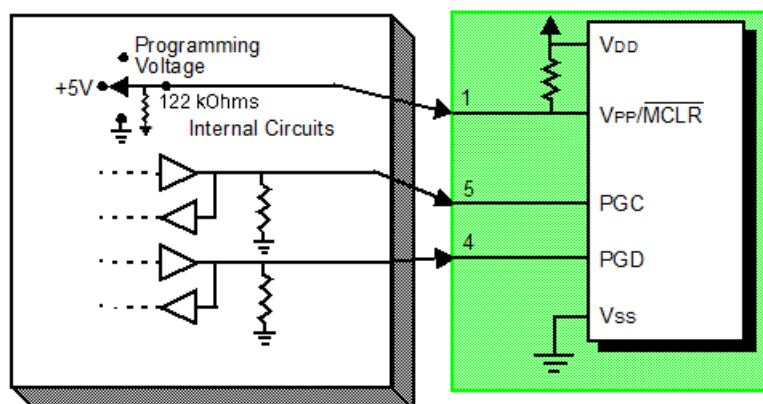 Programming
Voltage
+5V
122 kOhms
Internal Circuits
1
5
4
VDD
VPP/MCLR
PGC
PGD
VSS